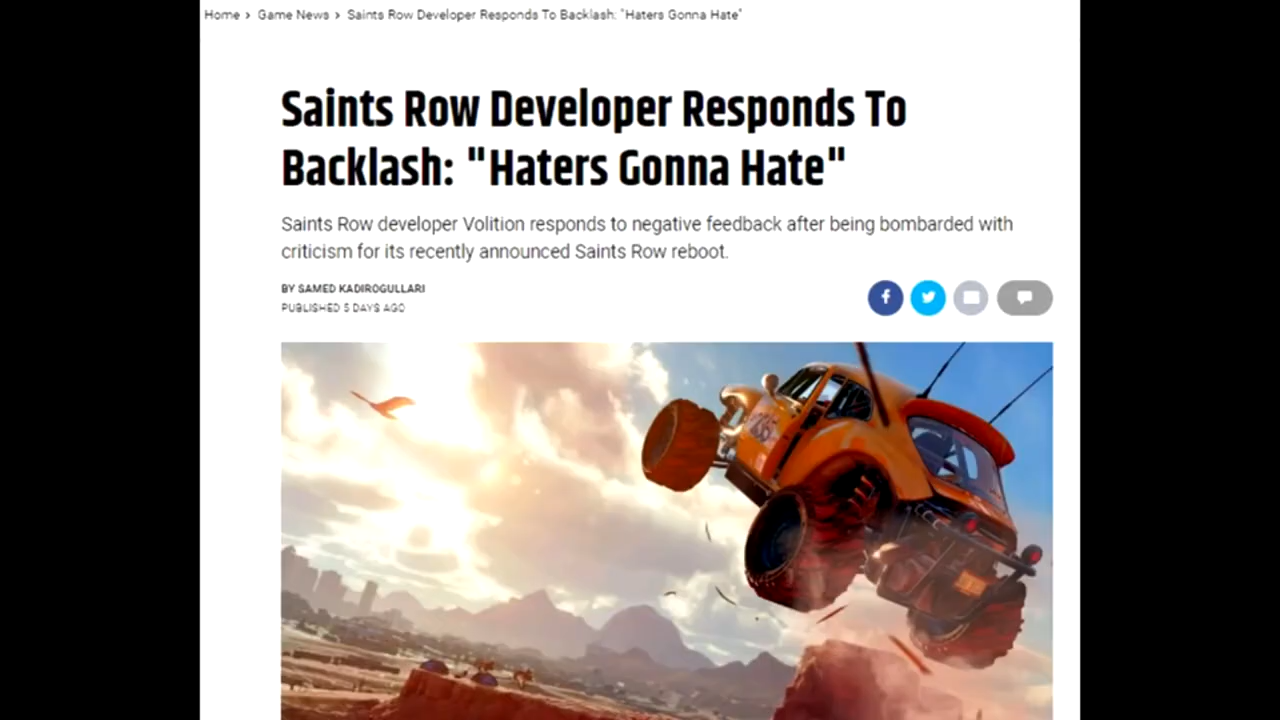 Home › Game News › Saints Row Developer Responds To Backlash: "Haters Gonna Hate"
Saints Row Developer Responds To
Backlash: "Haters Gonna Hate"
Saints Row developer Volition responds to negative feedback after being bombarded with
criticism for its recently announced Saints Row reboot.
BY SAMED KADIROGULLARI
PUBLISHED 5 DAYS AGO